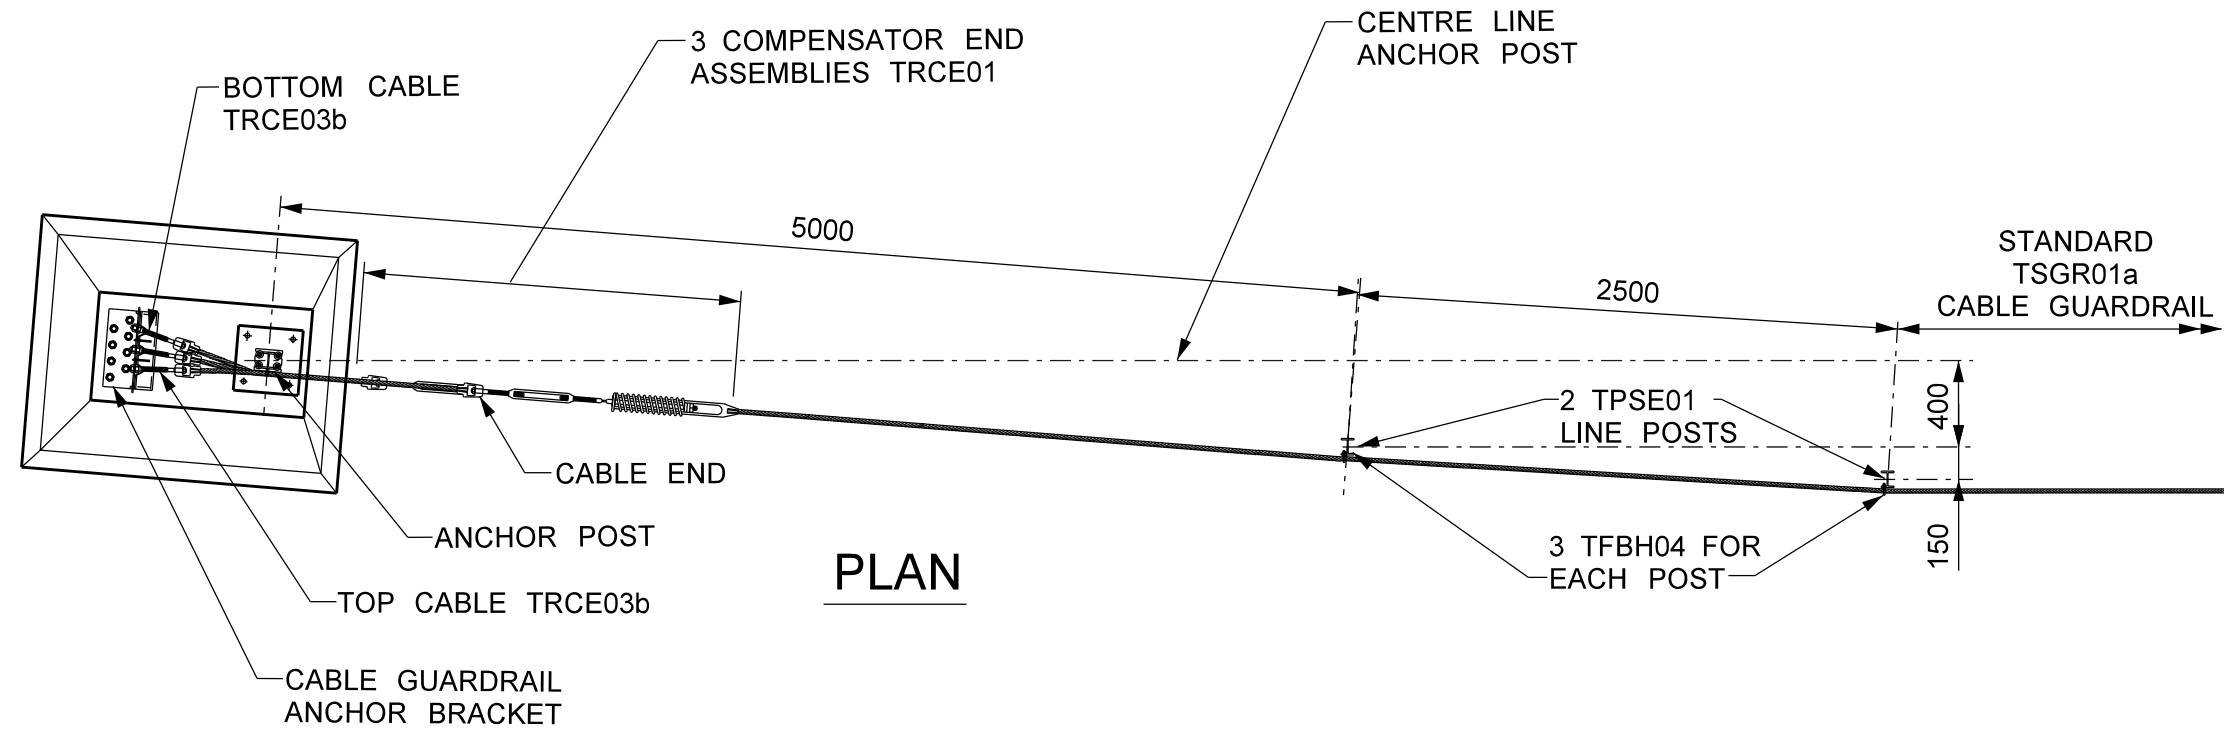 3 COMPENSATOR END
ASSEMBLIES TRCE01
CENTRE LINE
ANCHOR POST
BOTTOM CABLE
TRCE03b
5000
2500
STANDARD
TSGR01a
CABLE GUARDRAIL
2 TPSE01
LINE POSTS
400
CABLE END
ANCHOR POST
3 TFBH04 FOR
EACH POST
150
PLAN
TOP CABLE TRCE03b
CABLE GUARDRAIL
ANCHOR BRACKET